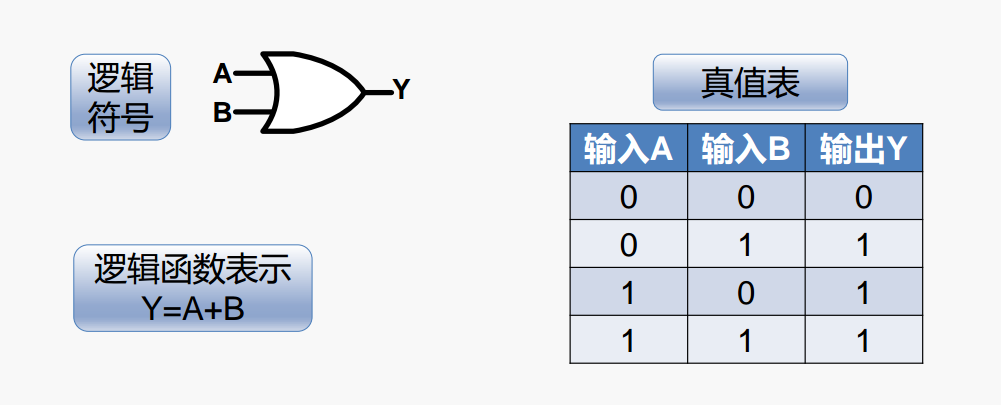 逻辑
符号
A
B
Y
逻辑函数表示
Y=A+B
真值表
输入A 输入B 输出Y
0 0 0
0 1 1
1 0 1
1 1 1